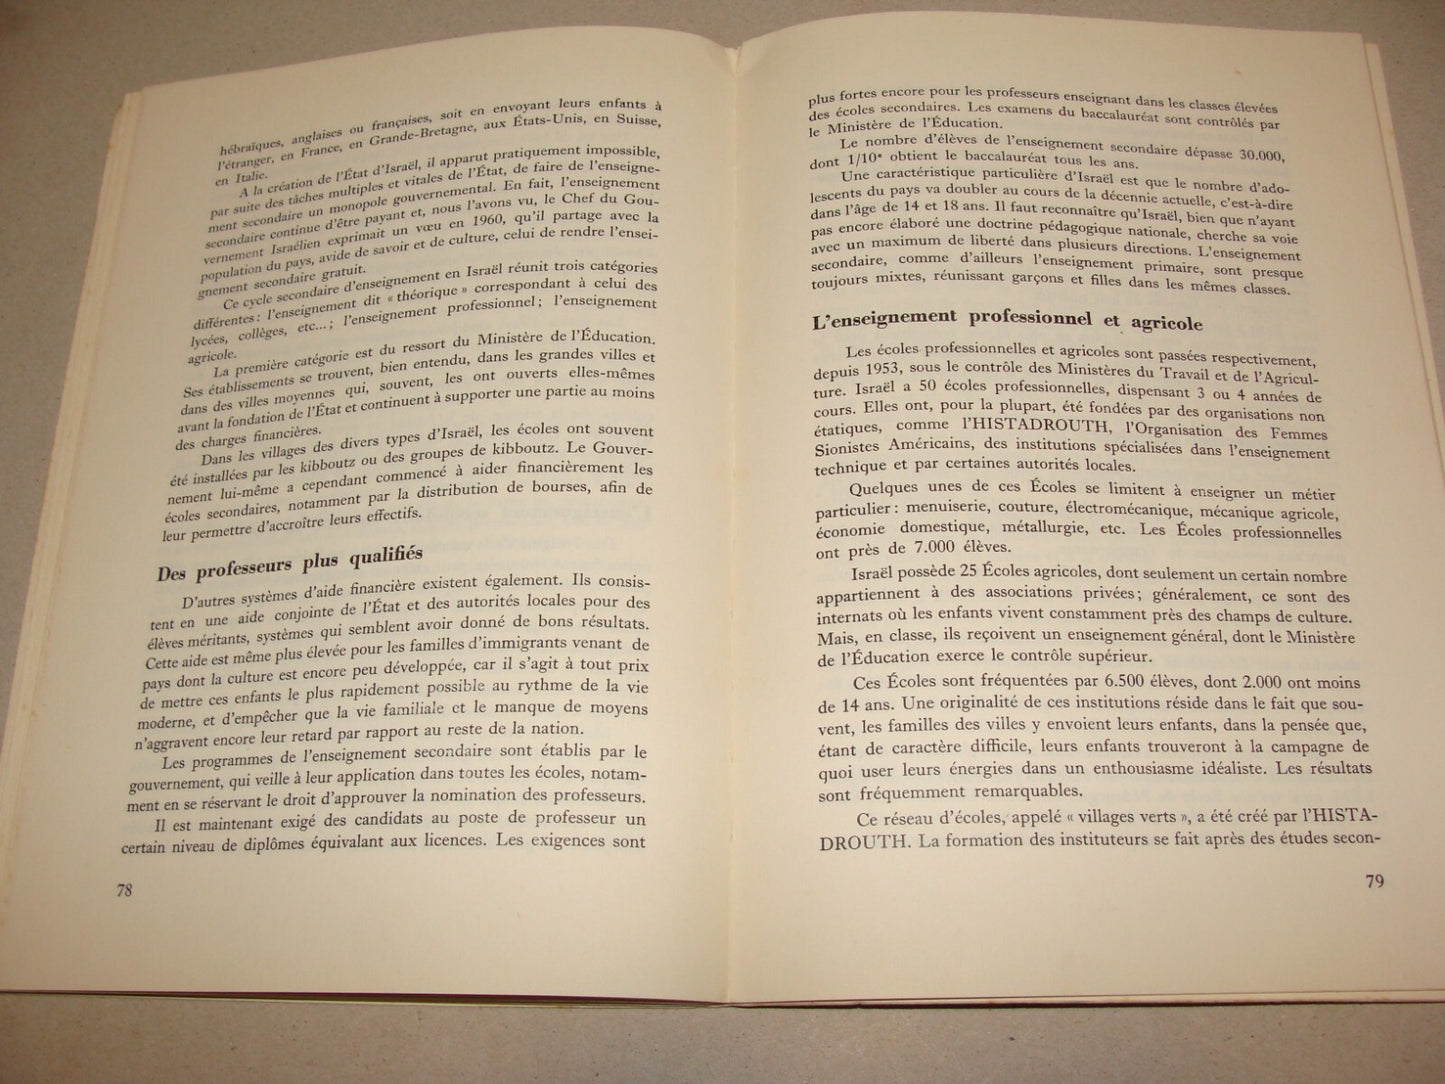 hébraïques, anglaises ou françaises, soit en envoyant leurs enfants à
l'étranger, en France, en Grande-Bretagne, aux États-Unis, en Suisse,
en Italie.
A la création de l'État d'Israël, il apparut pratiquement impossible,
par suite des tâches multiples et vitales de l'État, de faire de l'enseigne-
ment secondaire un monopole gouvernemental. En fait, l'enseignement
secondaire continue d'être payant et, nous l'avons vu, le Chef du Gou-
vernement Israélien exprimait un vœu en 1960, qu'il partage avec la
population du pays, avide de savoir et de culture, celui de rendre l'ensei-
gnement secondaire gratuit.
Ce cycle secondaire d'enseignement en Israël réunit trois catégories
différentes : l'enseignement dit « théorique » correspondant à celui des
lycées, collèges, etc... ; l'enseignement professionnel ; l'enseignement
agricole.
La première catégorie est du ressort du Ministère de l'Éducation.
Ses établissements se trouvent, bien entendu, dans les grandes villes et
dans des villes moyennes qui, souvent, les ont ouverts elles-mêmes
avant la fondation de l'État et continuent à supporter une partie au moins
des charges financières.
Dans les villages des divers types d'Israël, les écoles ont souvent
été installées par les kibboutz ou des groupes de kibboutz. Le Gouver-
nement lui-même a cependant commencé à aider financièrement les
écoles secondaires, notamment par la distribution de bourses, afin de
leur permettre d'accroître leurs effectifs.
Des professeurs plus qualifiés
D'autres systèmes d'aide financière existent également. Ils consis-
tent en une aide conjointe de l'État et des autorités locales pour des
élèves méritants, systèmes qui semblent avoir donné de bons résultats.
Cette aide est même plus élevée pour les familles d'immigrants venant de
pays dont la culture est encore peu développée, car il s'agit à tout prix
de mettre ces enfants le plus rapidement possible au rythme de la vie
moderne, et d'empêcher que la vie familiale et le manque de moyens
n'aggravent encore leur retard par rapport au reste de la nation.
Les programmes de l'enseignement secondaire sont établis par le
gouvernement, qui veille à leur application dans toutes les écoles, notam-
ment en se réservant le droit d'approuver la nomination des professeurs.
Il est maintenant exigé des candidats au poste de professeur un
certain niveau de diplômes équivalant aux licences. Les exigences sont
78
plus fortes encore pour les professeurs enseignant dans les classes élevées
des écoles secondaires. Les examens du baccalauréat sont contrôlés par
le Ministère de l'Éducation.
Le nombre d'élèves de l'enseignement secondaire dépasse 30.000,
dont 1/10e obtient le baccalauréat tous les ans.
Une caractéristique particulière d'Israël est que le nombre d'ado-
lescents du pays va doubler au cours de la décennie actuelle, c'est-à-dire
dans l'âge de 14 et 18 ans. Il faut reconnaître qu'Israël, bien que n'ayant
pas encore élaboré une doctrine pédagogique nationale, cherche sa voie
avec un maximum de liberté dans plusieurs directions. L'enseignement
secondaire, comme d'ailleurs l'enseignement primaire, sont presque
toujours mixtes, réunissant garçons et filles dans les mêmes classes.
L'enseignement professionnel et agricole
Les écoles professionnelles et agricoles sont passées respectivement,
depuis 1953, sous le contrôle des Ministères du Travail et de l'Agricul-
ture. Israël a 50 écoles professionnelles, dispensant 3 ou 4 années de
cours. Elles ont, pour la plupart, été fondées par des organisations non
étatiques, comme l'HISTADROUTH, l'Organisation des Femmes
Sionistes Américains, des institutions spécialisées dans l'enseignement
technique et par certaines autorités locales.
Quelques unes de ces Écoles se limitent à enseigner un métier
particulier : menuiserie, couture, électromécanique, mécanique agricole,
économie domestique, métallurgie, etc. Les Écoles professionnelles
ont près de 7.000 élèves.
Israël possède 25 Écoles agricoles, dont seulement un certain nombre
appartiennent à des associations privées ; généralement, ce sont des
internats où les enfants vivent constamment près des champs de culture.
Mais, en classe, ils reçoivent un enseignement général, dont le Ministère
de l'Éducation exerce le contrôle supérieur.
Ces Écoles sont fréquentées par 6.500 élèves, dont 2.000 ont moins
de 14 ans. Une originalité de ces institutions réside dans le fait que sou-
vent, les familles des villes y envoient leurs enfants, dans la pensée que,
étant de caractère difficile, leurs enfants trouveront à la campagne de
quoi user leurs énergies dans un enthousiasme idéaliste. Les résultats
sont fréquemment remarquables.
Ce réseau d'écoles, appelé « villages verts », a été créé par l'HISTA-
DROUTH. La formation des instituteurs se fait après des études secon-
79